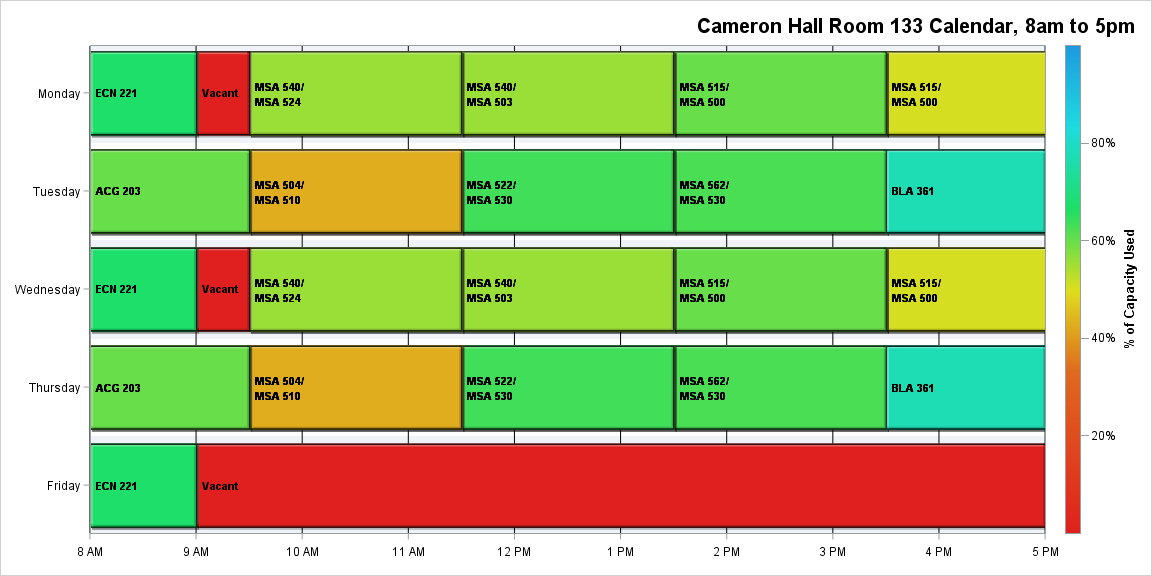 Cameron Hall Room 133 Calendar, 8am to 5pm
Monday
ECN 221
Vacant
MSA 540/
MSA 524
MSA 540/
MSA 503
MSA 515/
MSA 500
MSA 515/
MSA 500
Tuesday
ACG 203
MSA 504/
MSA 510
MSA 522/
MSA 530
MSA 562/
MSA 530
BLA 361
Wednesday
ECN 221
Vacant
MSA 540/
MSA 524
MSA 540/
MSA 503
MSA 515/
MSA 500
MSA 515/
MSA 500
Thursday
ACG 203
MSA 504/
MSA 510
MSA 522/
MSA 530
MSA 562/
MSA 530
BLA 361
Friday
ECN 221
Vacant
8 AM
9 AM
10 AM
11 AM
12 PM
1 PM
2 PM
3 PM
4 PM
5 PM
80%
60%
40%
20%
% of Capacity Used